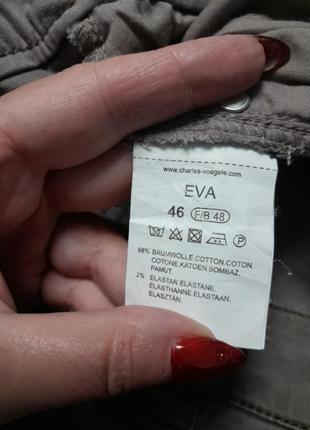 www.charles-voegele.com
EVA
46 F/B 48
98% BAUMWOLLE.COTTON.COTON.
COTONE.KATOEN.BOMBAZ.
PAMUT.
2% ELASTAN ELASTANE.
ÉLASTHANNE.ELASTAAN.
ELASZTÁN.